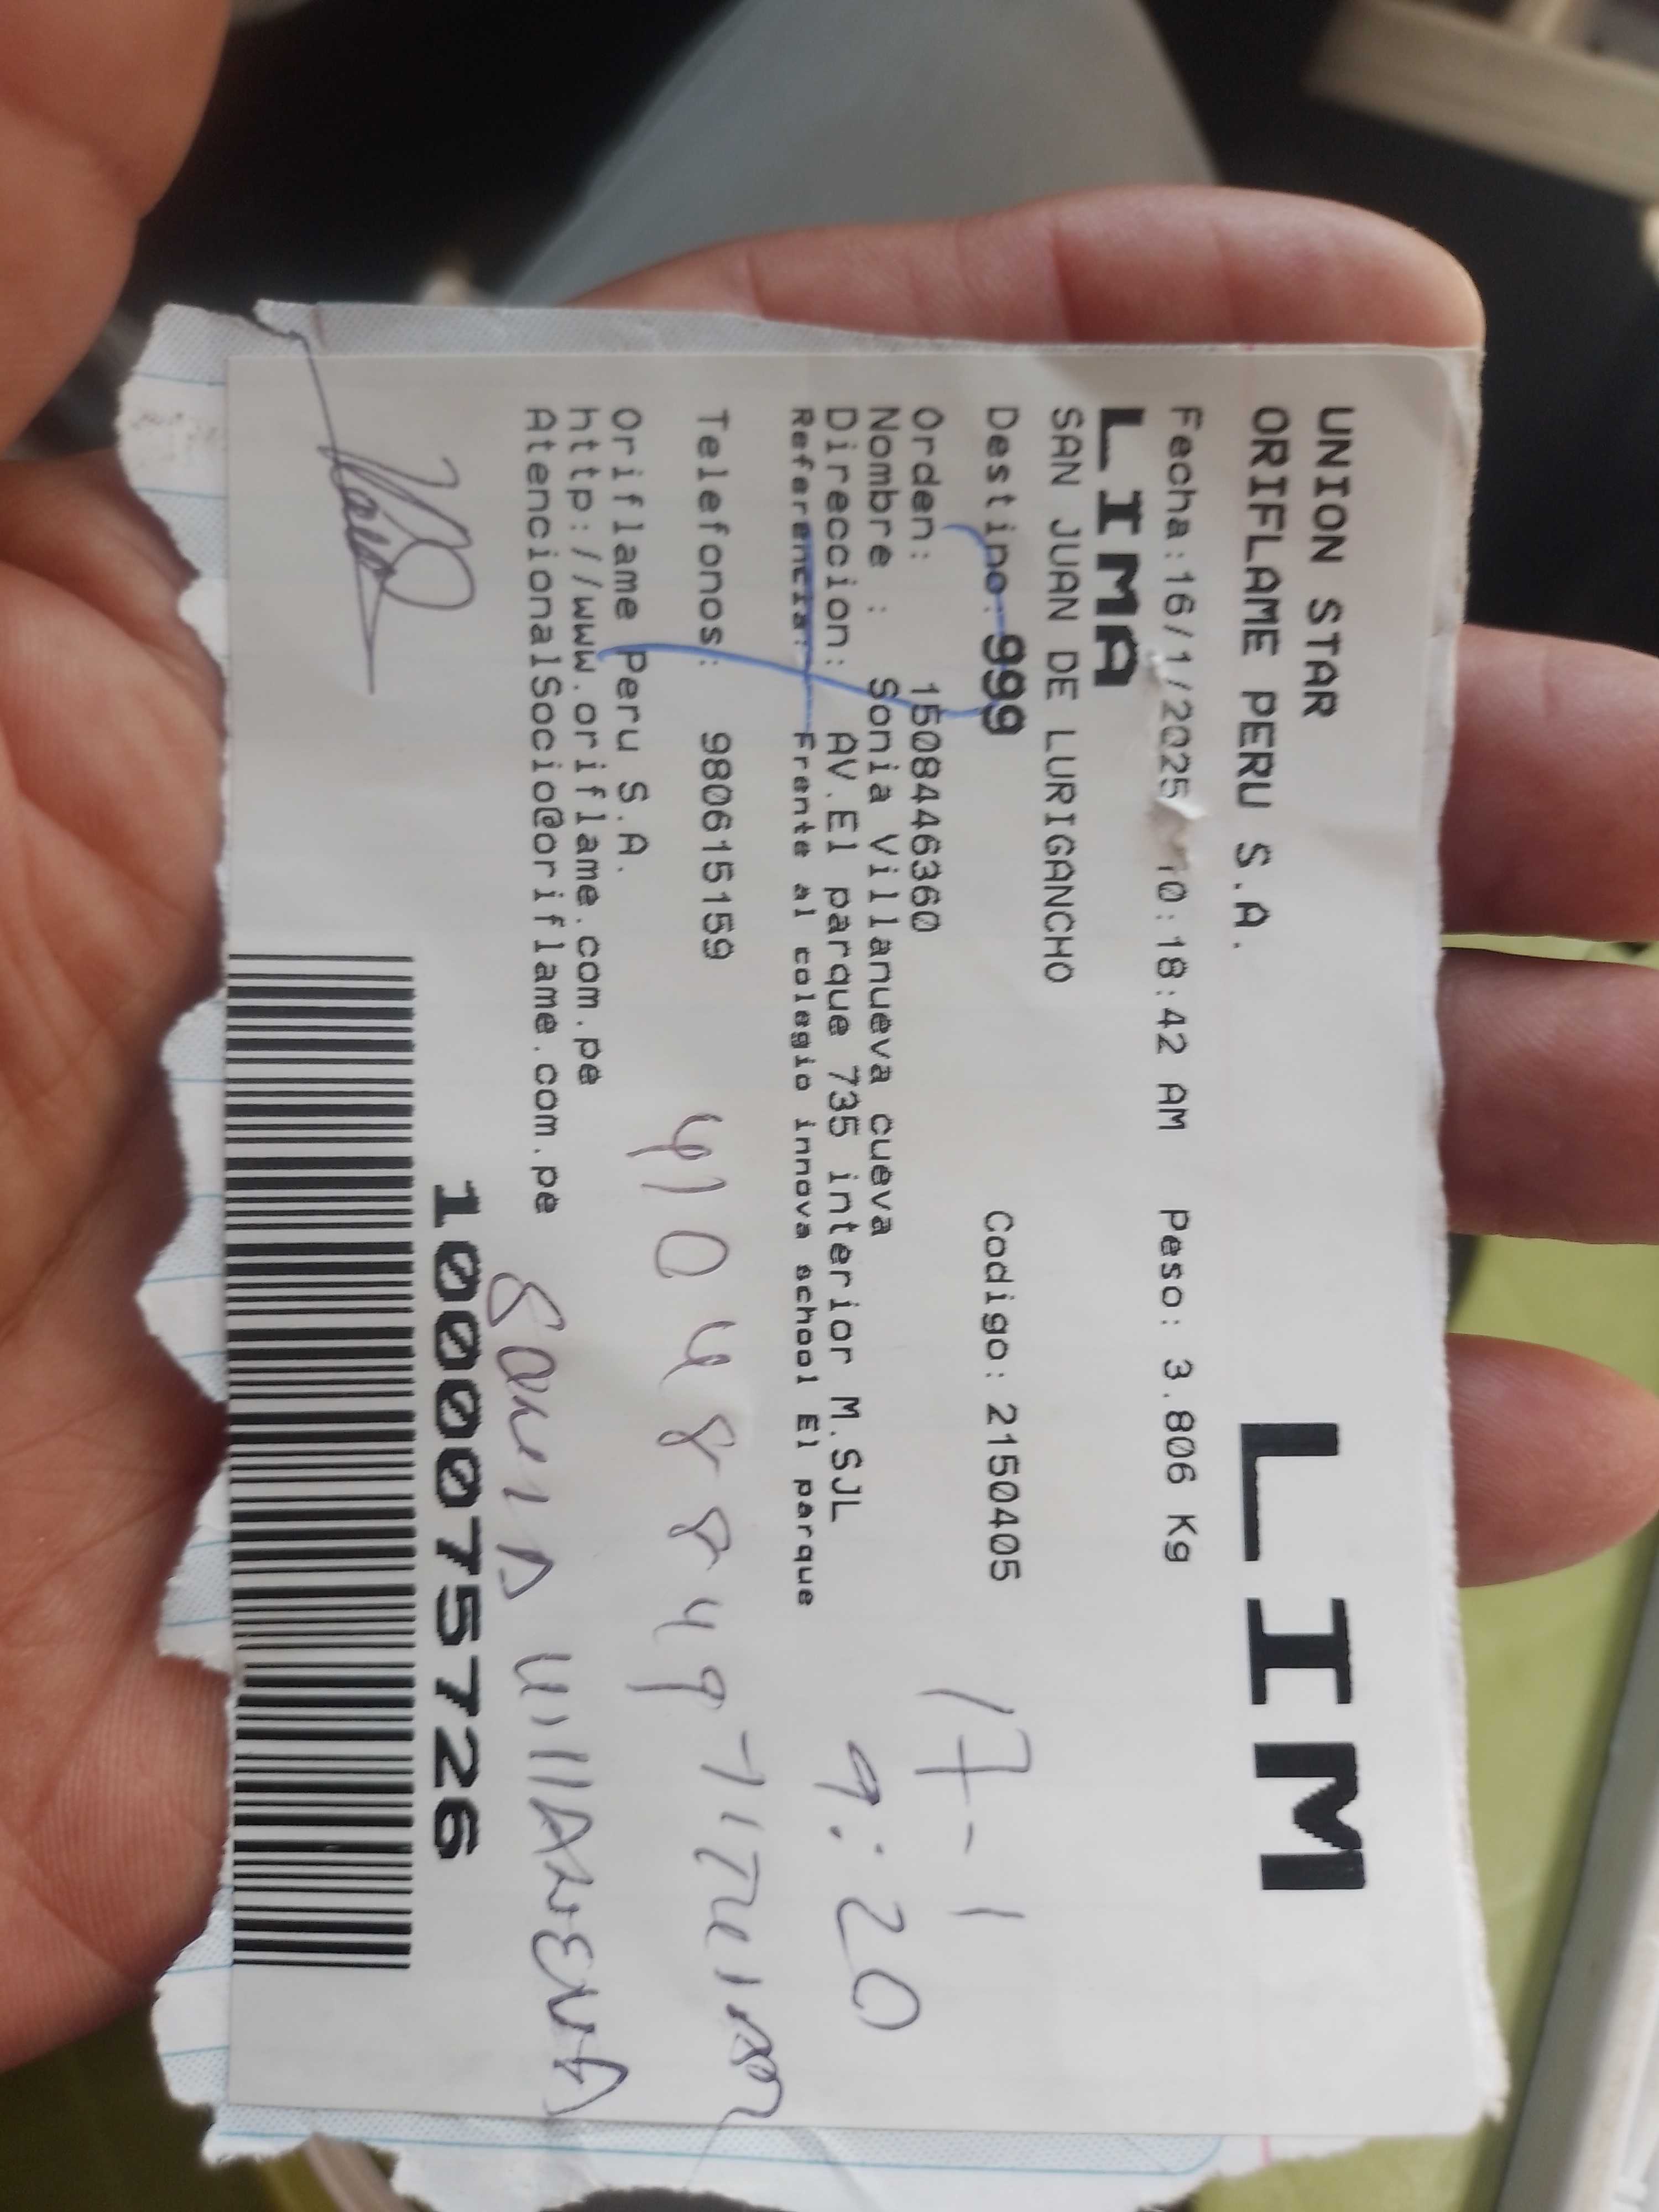 UNION STAR
ORIFLAME PERU S.A.
LIM
Fecha:16/1/2025 10:18:42 AM Peso: 3.806 Kg
LIMA
SAN JUAN DE LURIGANCHO
Destino:999 Codigo: 2150405
17-1
Orden: 1508446360
Nombre : Sonia Villanueva cueva
9:20
Direccion: AV.El parque 735 interior M.SJL
Referencia: Frente al colegio innova school El parque
Telefonos: 980615159
41048849 TITULAR
Oriflame Peru S.A.
http://www.oriflame.com.pe
AtencionalSocio@oriflame.com.pe
SONIA VILLANUEVA
1000757726